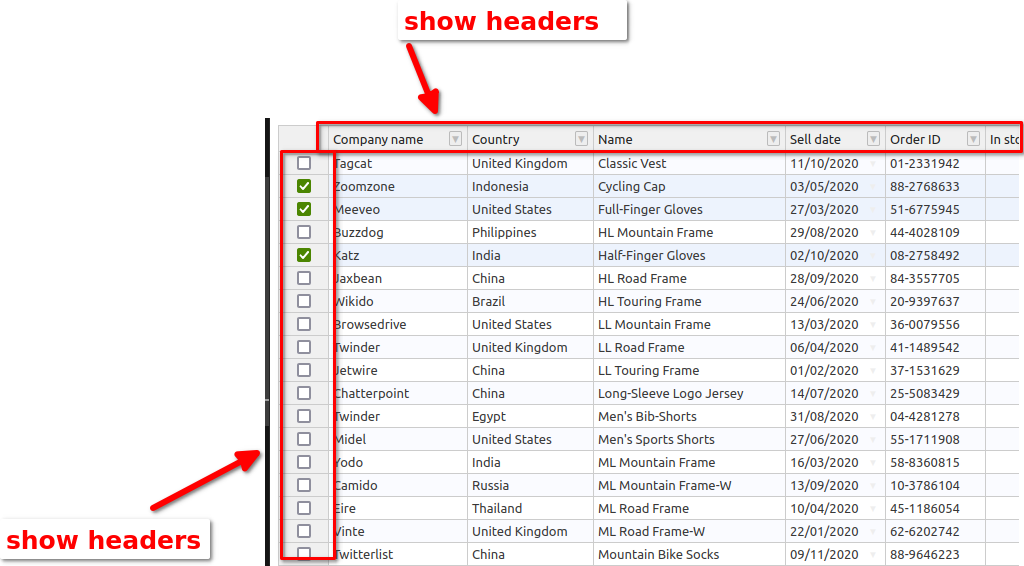 show headers
Company name Country Name Sell date Order ID In sto
Tagcat United Kingdom Classic Vest 11/10/2020 01-2331942
Zoomzone Indonesia Cycling Cap 03/05/2020 88-2768633
Meeveo United States Full-Finger Gloves 27/03/2020 51-6775945
Buzzdog Philippines HL Mountain Frame 29/08/2020 44-4028109
Katz India Half-Finger Gloves 02/10/2020 08-2758492
Jaxbean China HL Road Frame 28/09/2020 84-3557705
Wikido Brazil HL Touring Frame 24/06/2020 20-9397637
Browsedrive United States LL Mountain Frame 13/03/2020 36-0079556
Twinder United Kingdom LL Road Frame 06/04/2020 41-1489542
Jetwire China LL Touring Frame 01/02/2020 37-1531629
Chatterpoint China Long-Sleeve Logo Jersey 14/07/2020 25-5083429
Twinder Egypt Men's Bib-Shorts 31/08/2020 04-4281278
Midel United States Men's Sports Shorts 27/06/2020 55-1711908
Yodo India ML Mountain Frame 16/03/2020 58-8360815
Camido Russia ML Mountain Frame-W 13/09/2020 10-3786104
Eire Thailand ML Road Frame 10/04/2020 45-1186054
Vinte United Kingdom ML Road Frame-W 22/01/2020 62-6202742
Twitterlist China Mountain Bike Socks 09/11/2020 88-9646223
show headers